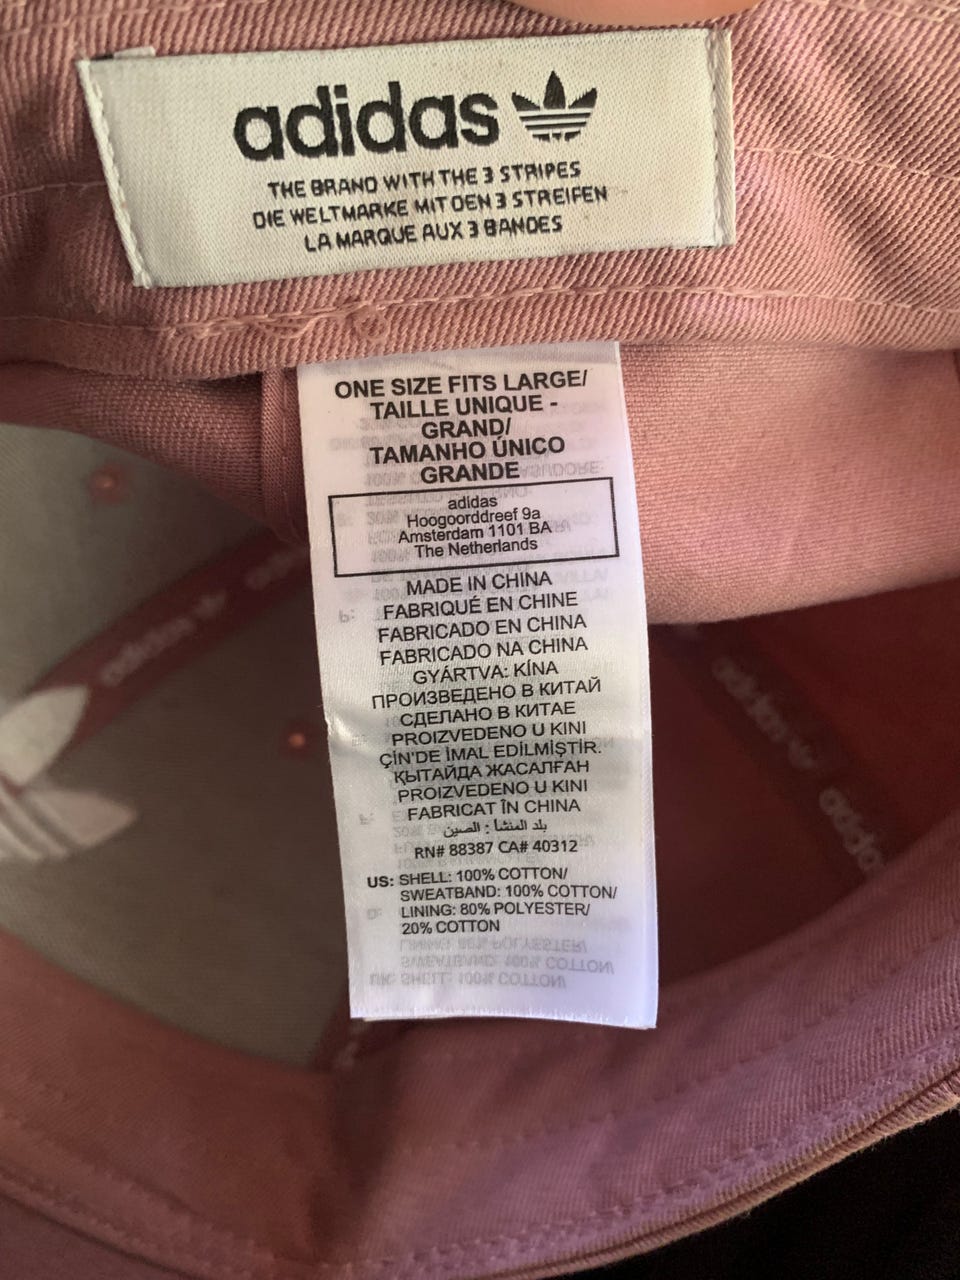 adidas
THE BRAND WITH THE 3 STRIPES
DIE WELTMARKE MIT DEN 3 STREIFEN
LA MARQUE AUX 3 BANDES
ONE SIZE FITS LARGE/
TAILLE UNIQUE -
GRAND/
TAMANHO ÚNICO
GRANDE
adidas
Hoogoorddreef 9a
Amsterdam 1101 BA
The Netherlands
MADE IN CHINA
FABRIQUÉ EN CHINE
FABRICADO EN CHINA
FABRICADO NA CHINA
GYÁRTVA: KÍNA
ПРОИЗВЕДЕНО В КИТАЙ
СДЕЛАНО В КИТАЕ
PROIZVEDENO U KINI
ÇİN'DE İMAL EDİLMİŞTİR.
ҚЫТАЙДА ЖАСАЛҒАН
PROIZVEDENO U KINI
FABRICAT ÎN CHINA
بلد المنشأ : الصين
RN# 88387 CA# 40312
US: SHELL: 100% COTTON/
SWEATBAND: 100% COTTON/
LINING: 80% POLYESTER/
20% COTTON
adidas
adidas
adidas